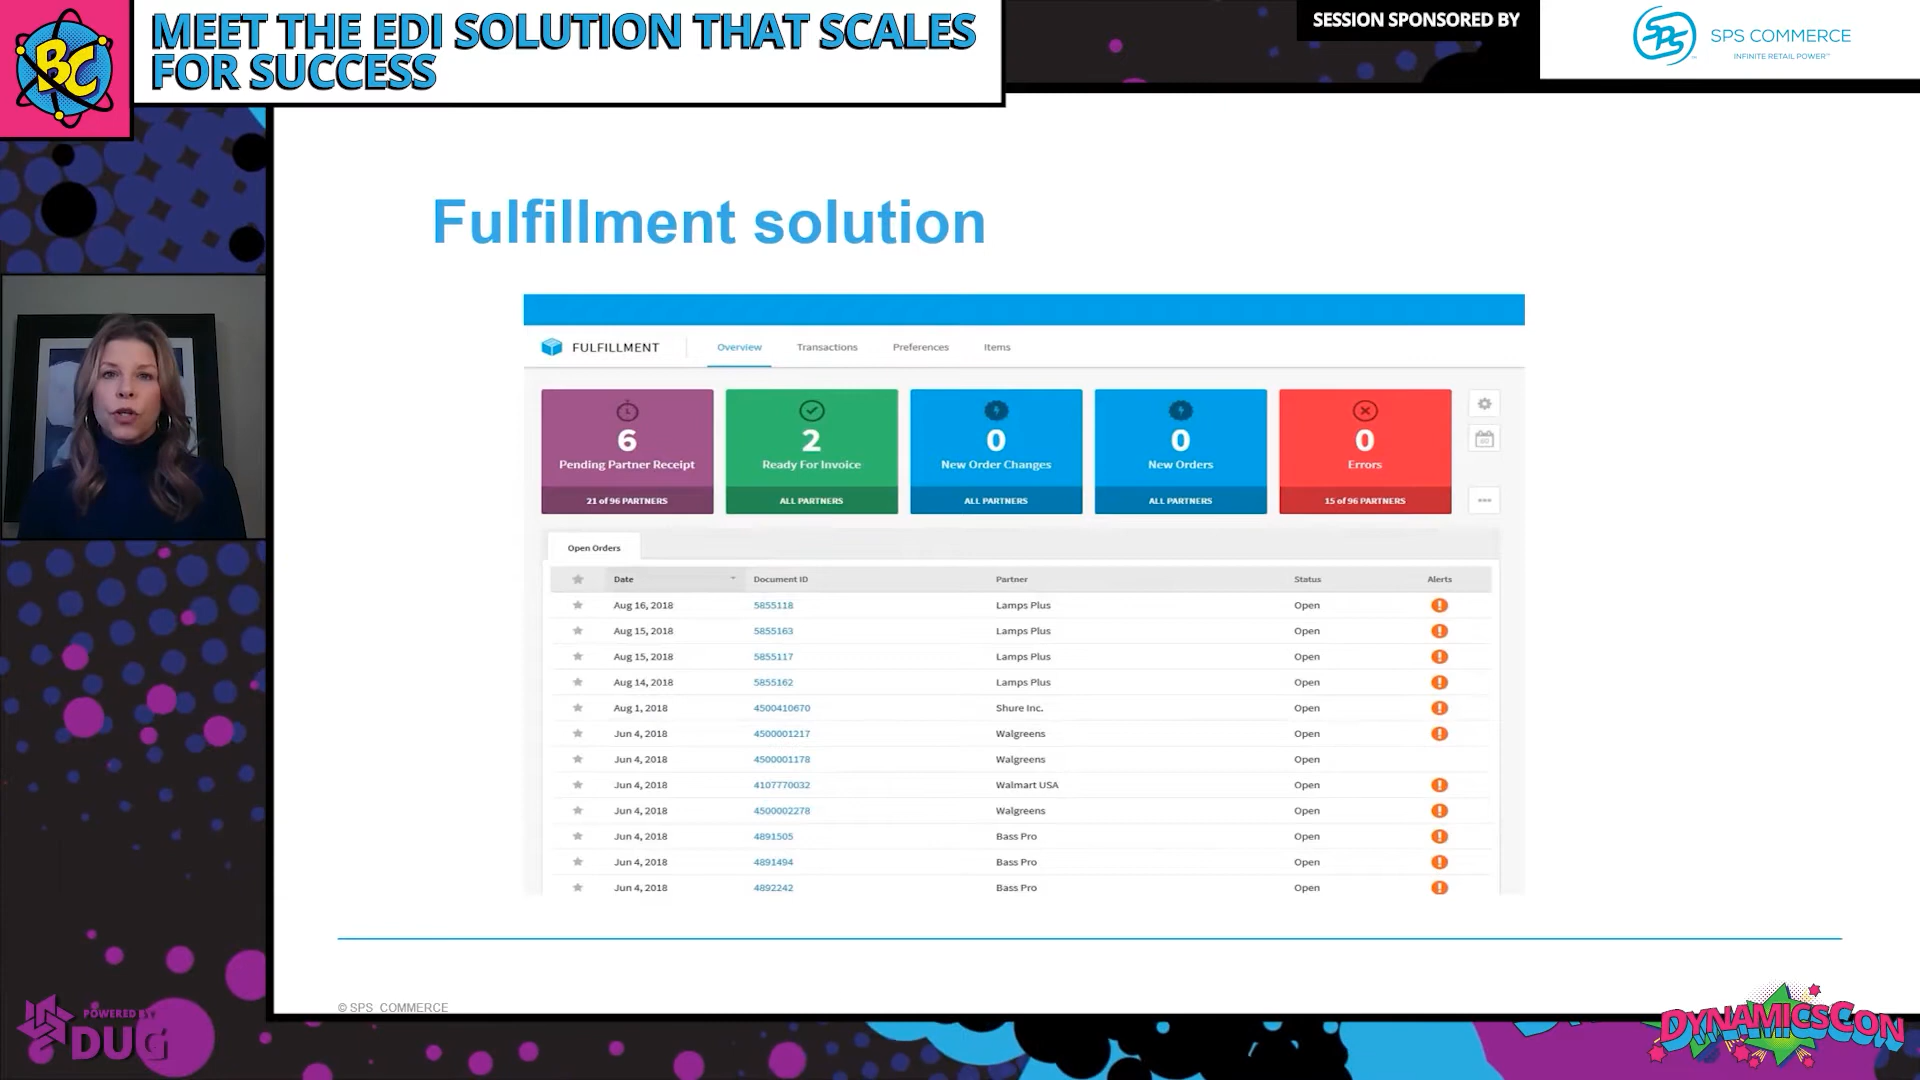 BC
MEET THE EDI SOLUTION THAT SCALES
FOR SUCCESS
SESSION SPONSORED BY
SPS
SPS COMMERCE
INFINITE RETAIL POWER™
Fulfillment solution
FULFILLMENT
Overview
Transactions
Preferences
Items
6
Pending Partner Receipt
21 of 96 PARTNERS
2
Ready For Invoice
ALL PARTNERS
0
New Order Changes
ALL PARTNERS
0
New Orders
ALL PARTNERS
0
Errors
15 of 96 PARTNERS
Open Orders
Date Document ID Partner Status Alerts
Aug 16, 2018 5855118 Lamps Plus Open
Aug 15, 2018 5855163 Lamps Plus Open
Aug 15, 2018 5855117 Lamps Plus Open
Aug 14, 2018 5855162 Lamps Plus Open
Aug 1, 2018 4500410670 Shure Inc. Open
Jun 4, 2018 4500001217 Walgreens Open
Jun 4, 2018 4500001178 Walgreens Open
Jun 4, 2018 4107770032 Walmart USA Open
Jun 4, 2018 4500002278 Walgreens Open
Jun 4, 2018 4891505 Bass Pro Open
Jun 4, 2018 4891494 Bass Pro Open
Jun 4, 2018 4892242 Bass Pro Open
© SPS COMMERCE
POWERED BY
DUG
DYNAMICSCON